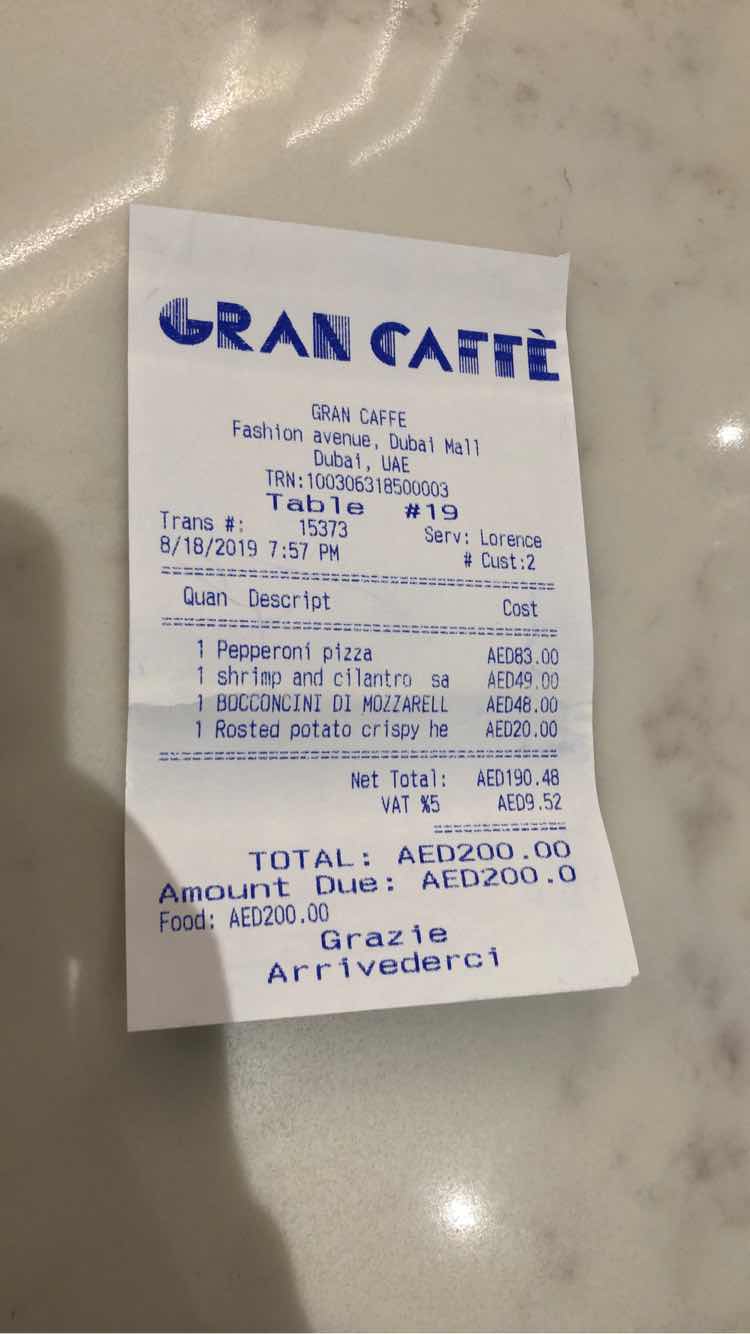 GRAN CAFFÈ
GRAN CAFFE
Fashion avenue, Dubai Mall
Dubai, UAE
TRN:100306318500003
Table #19
Trans #: 15373 Serv: Lorence
8/18/2019 7:57 PM # Cust:2
Quan Descript Cost
1 Pepperoni pizza AED83.00
1 shrimp and cilantro sa AED49.00
1 BOCCONCINI DI MOZZARELL AED48.00
1 Rosted potato crispy he AED20.00
Net Total: AED190.48
VAT %5 AED9.52
TOTAL: AED200.00
Amount Due: AED200.0
Food: AED200.00
Grazie
Arrivederci